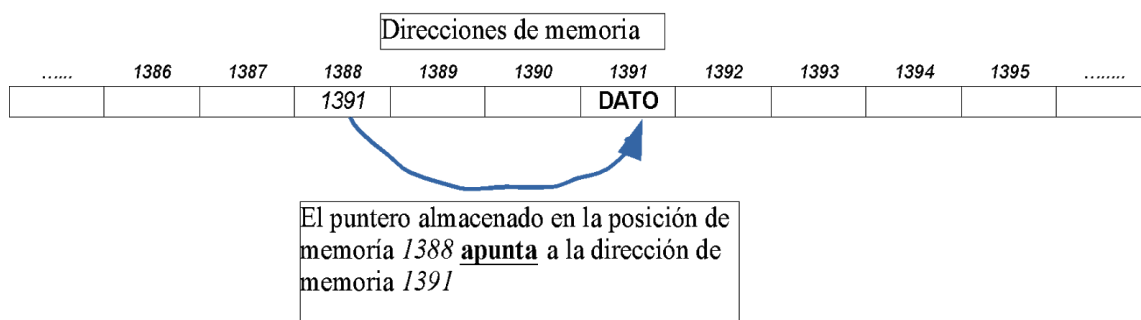 Direcciones de memoria
...... 1386 1387 1388 1389 1390 1391 1392 1393 1394 1395 ........
1391 DATO
El puntero almacenado en la posición de
memoría 1388 apunta a la dirección de
memoria 1391